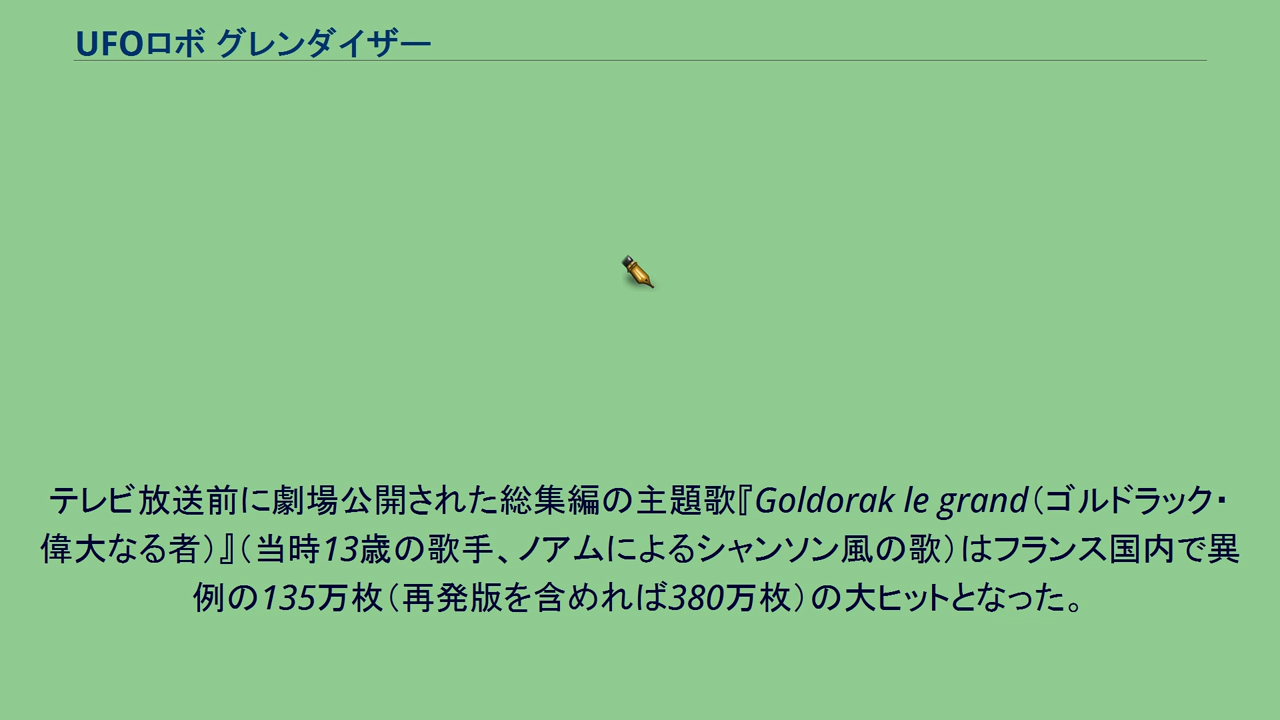 UFOロボ グレンダイザー
テレビ放送前に劇場公開された総集編の主題歌『Goldorak le grand（ゴルドラック・
偉大なる者）』（当時13歳の歌手、ノアムによるシャンソン風の歌）はフランス国内で異
例の135万枚（再発版を含めれば380万枚）の大ヒットとなった。